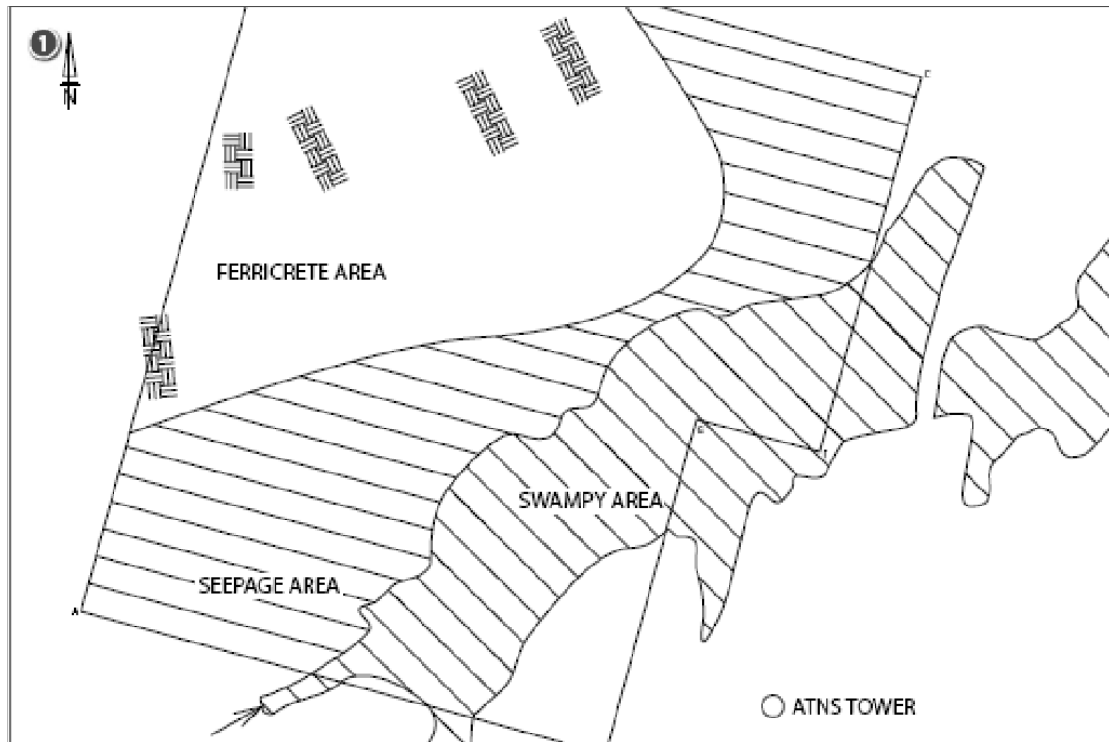 1
N
FERRICRETE AREA
SWAMPY AREA
SEEPAGE AREA
A
ATNS TOWER